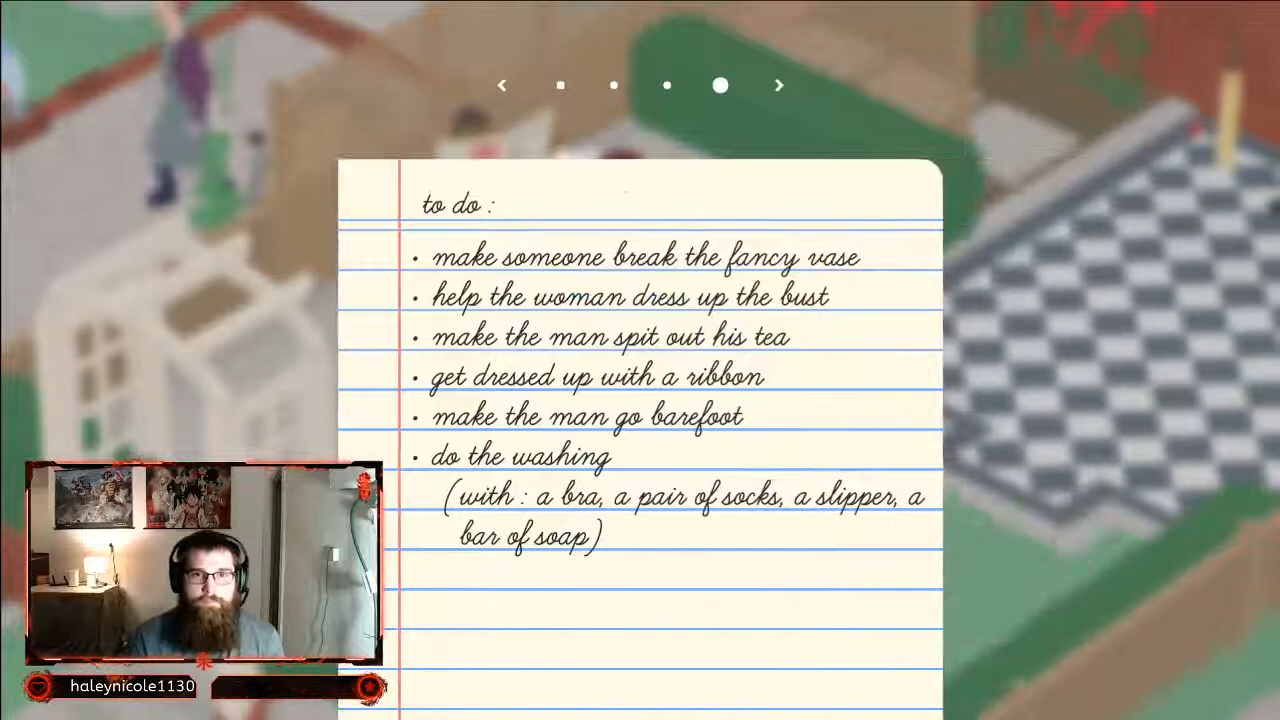 to do :
• make someone break the fancy vase
• help the woman dress up the bust
• make the man spit out his tea
• get dressed up with a ribbon
• make the man go barefoot
• do the washing
(with : a bra, a pair of socks, a slipper, a
bar of soap)
haleynicole1130